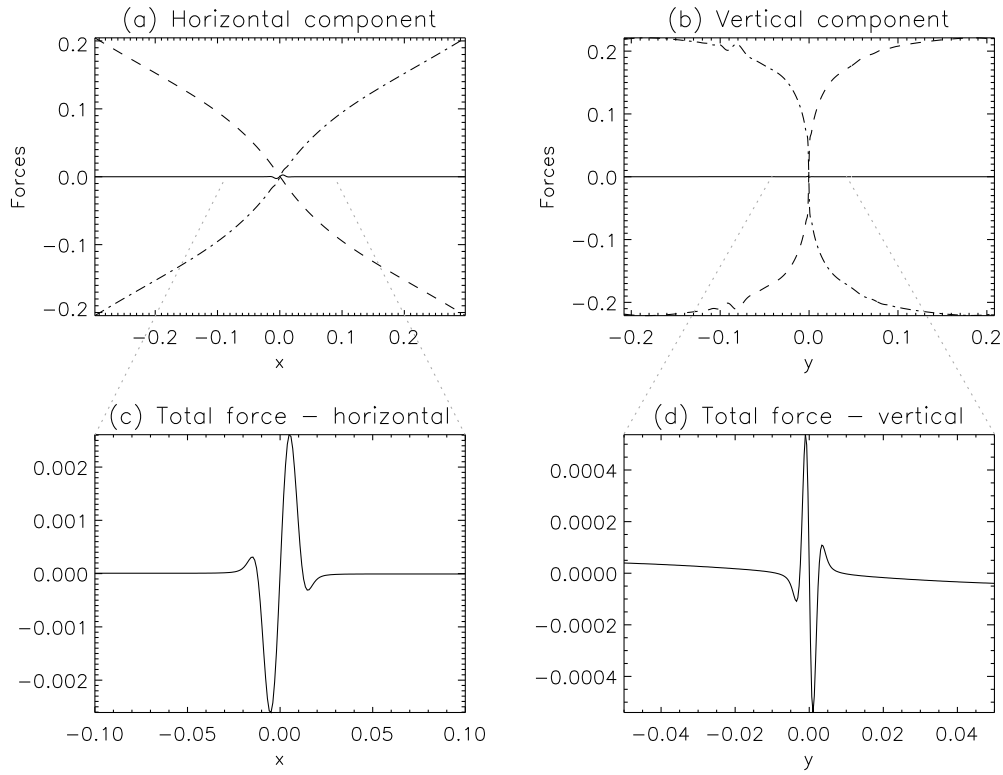 (a) Horizontal component
0.2
0.1
0.0
−0.1
−0.2
Forces
−0.2 −0.1 0.0 0.1 0.2
x
(b) Vertical component
0.2
0.1
0.0
−0.1
−0.2
Forces
−0.2 −0.1 0.0 0.1 0.2
y
(c) Total force − horizontal
0.002
0.001
0.000
−0.001
−0.002
−0.10 −0.05 0.00 0.05 0.10
x
(d) Total force − vertical
0.0004
0.0002
0.0000
−0.0002
−0.0004
−0.04 −0.02 0.00 0.02 0.04
y